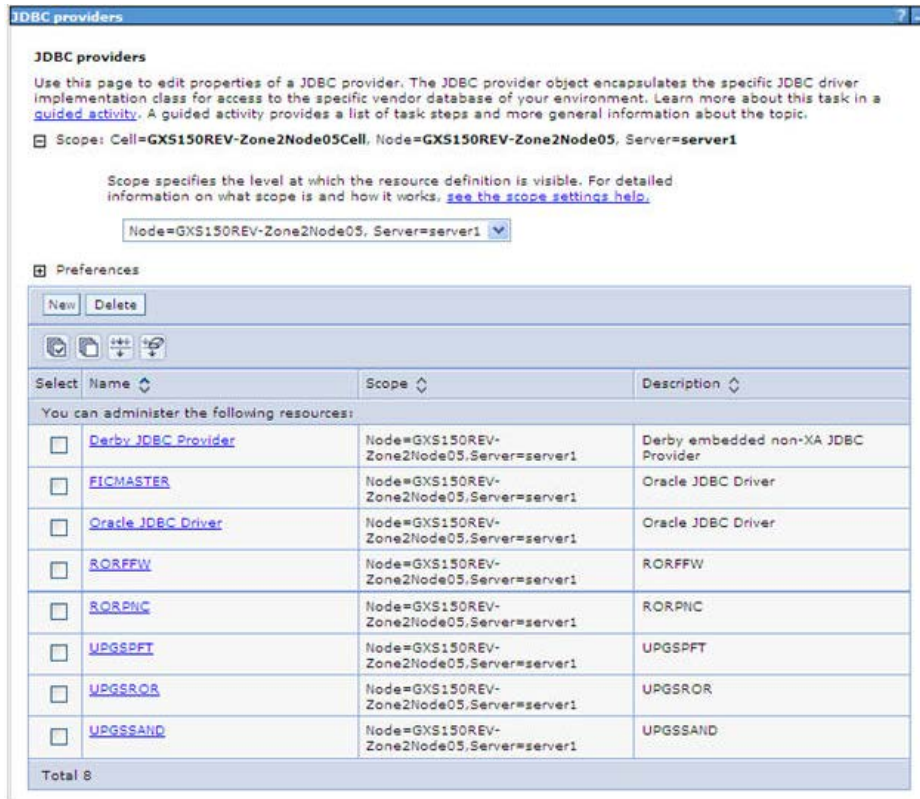 JDBC providers ? -
JDBC providers
Use this page to edit properties of a JDBC provider. The JDBC provider object encapsulates the specific JDBC driver
implementation class for access to the specific vendor database of your environment. Learn more about this task in a
guided activity. A guided activity provides a list of task steps and more general information about the topic.
Scope: Cell=GXS150REV-Zone2Node05Cell, Node=GXS150REV-Zone2Node05, Server=server1
Scope specifies the level at which the resource definition is visible. For detailed
information on what scope is and how it works, see the scope settings help.
Node=GXS150REV-Zone2Node05, Server=server1
Preferences
New Delete
Select Name Scope Description
You can administer the following resources:
Derby JDBC Provider Node=GXS150REV- Derby embedded non-XA JDBC
Zone2Node05,Server=server1 Provider
FICMASTER Node=GXS150REV- Oracle JDBC Driver
Zone2Node05,Server=server1
Oracle JDBC Driver Node=GXS150REV- Oracle JDBC Driver
Zone2Node05,Server=server1
RORFFW Node=GXS150REV- RORFFW
Zone2Node05,Server=server1
RORPNC Node=GXS150REV- RORPNC
Zone2Node05,Server=server1
UPGSPFT Node=GXS150REV- UPGSPFT
Zone2Node05,Server=server1
UPGSROR Node=GXS150REV- UPGSROR
Zone2Node05,Server=server1
UPGSSAND Node=GXS150REV- UPGSSAND
Zone2Node05,Server=server1
Total 8